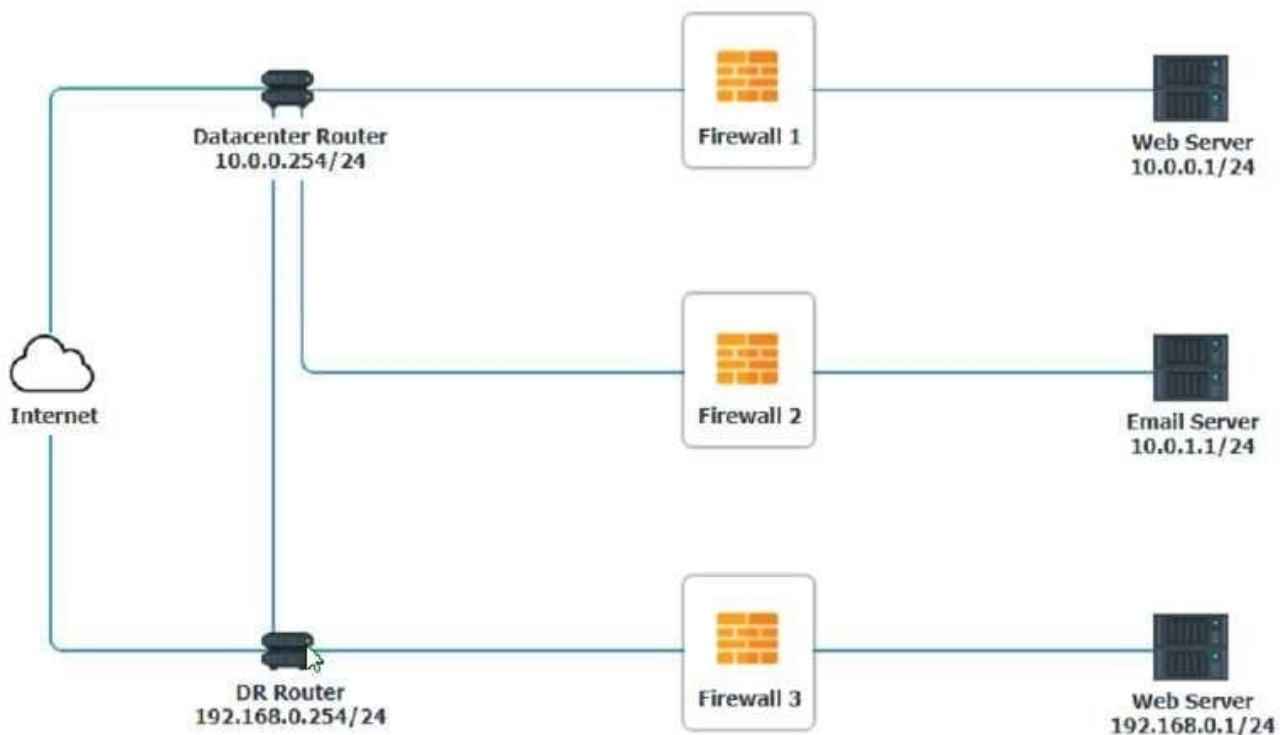 Datacenter Router
10.0.0.254/24
Firewall 1
Web Server
10.0.0.1/24
Internet
Firewall 2
Email Server
10.0.1.1/24
DR Router
192.168.0.254/24
Firewall 3
Web Server
192.168.0.1/24